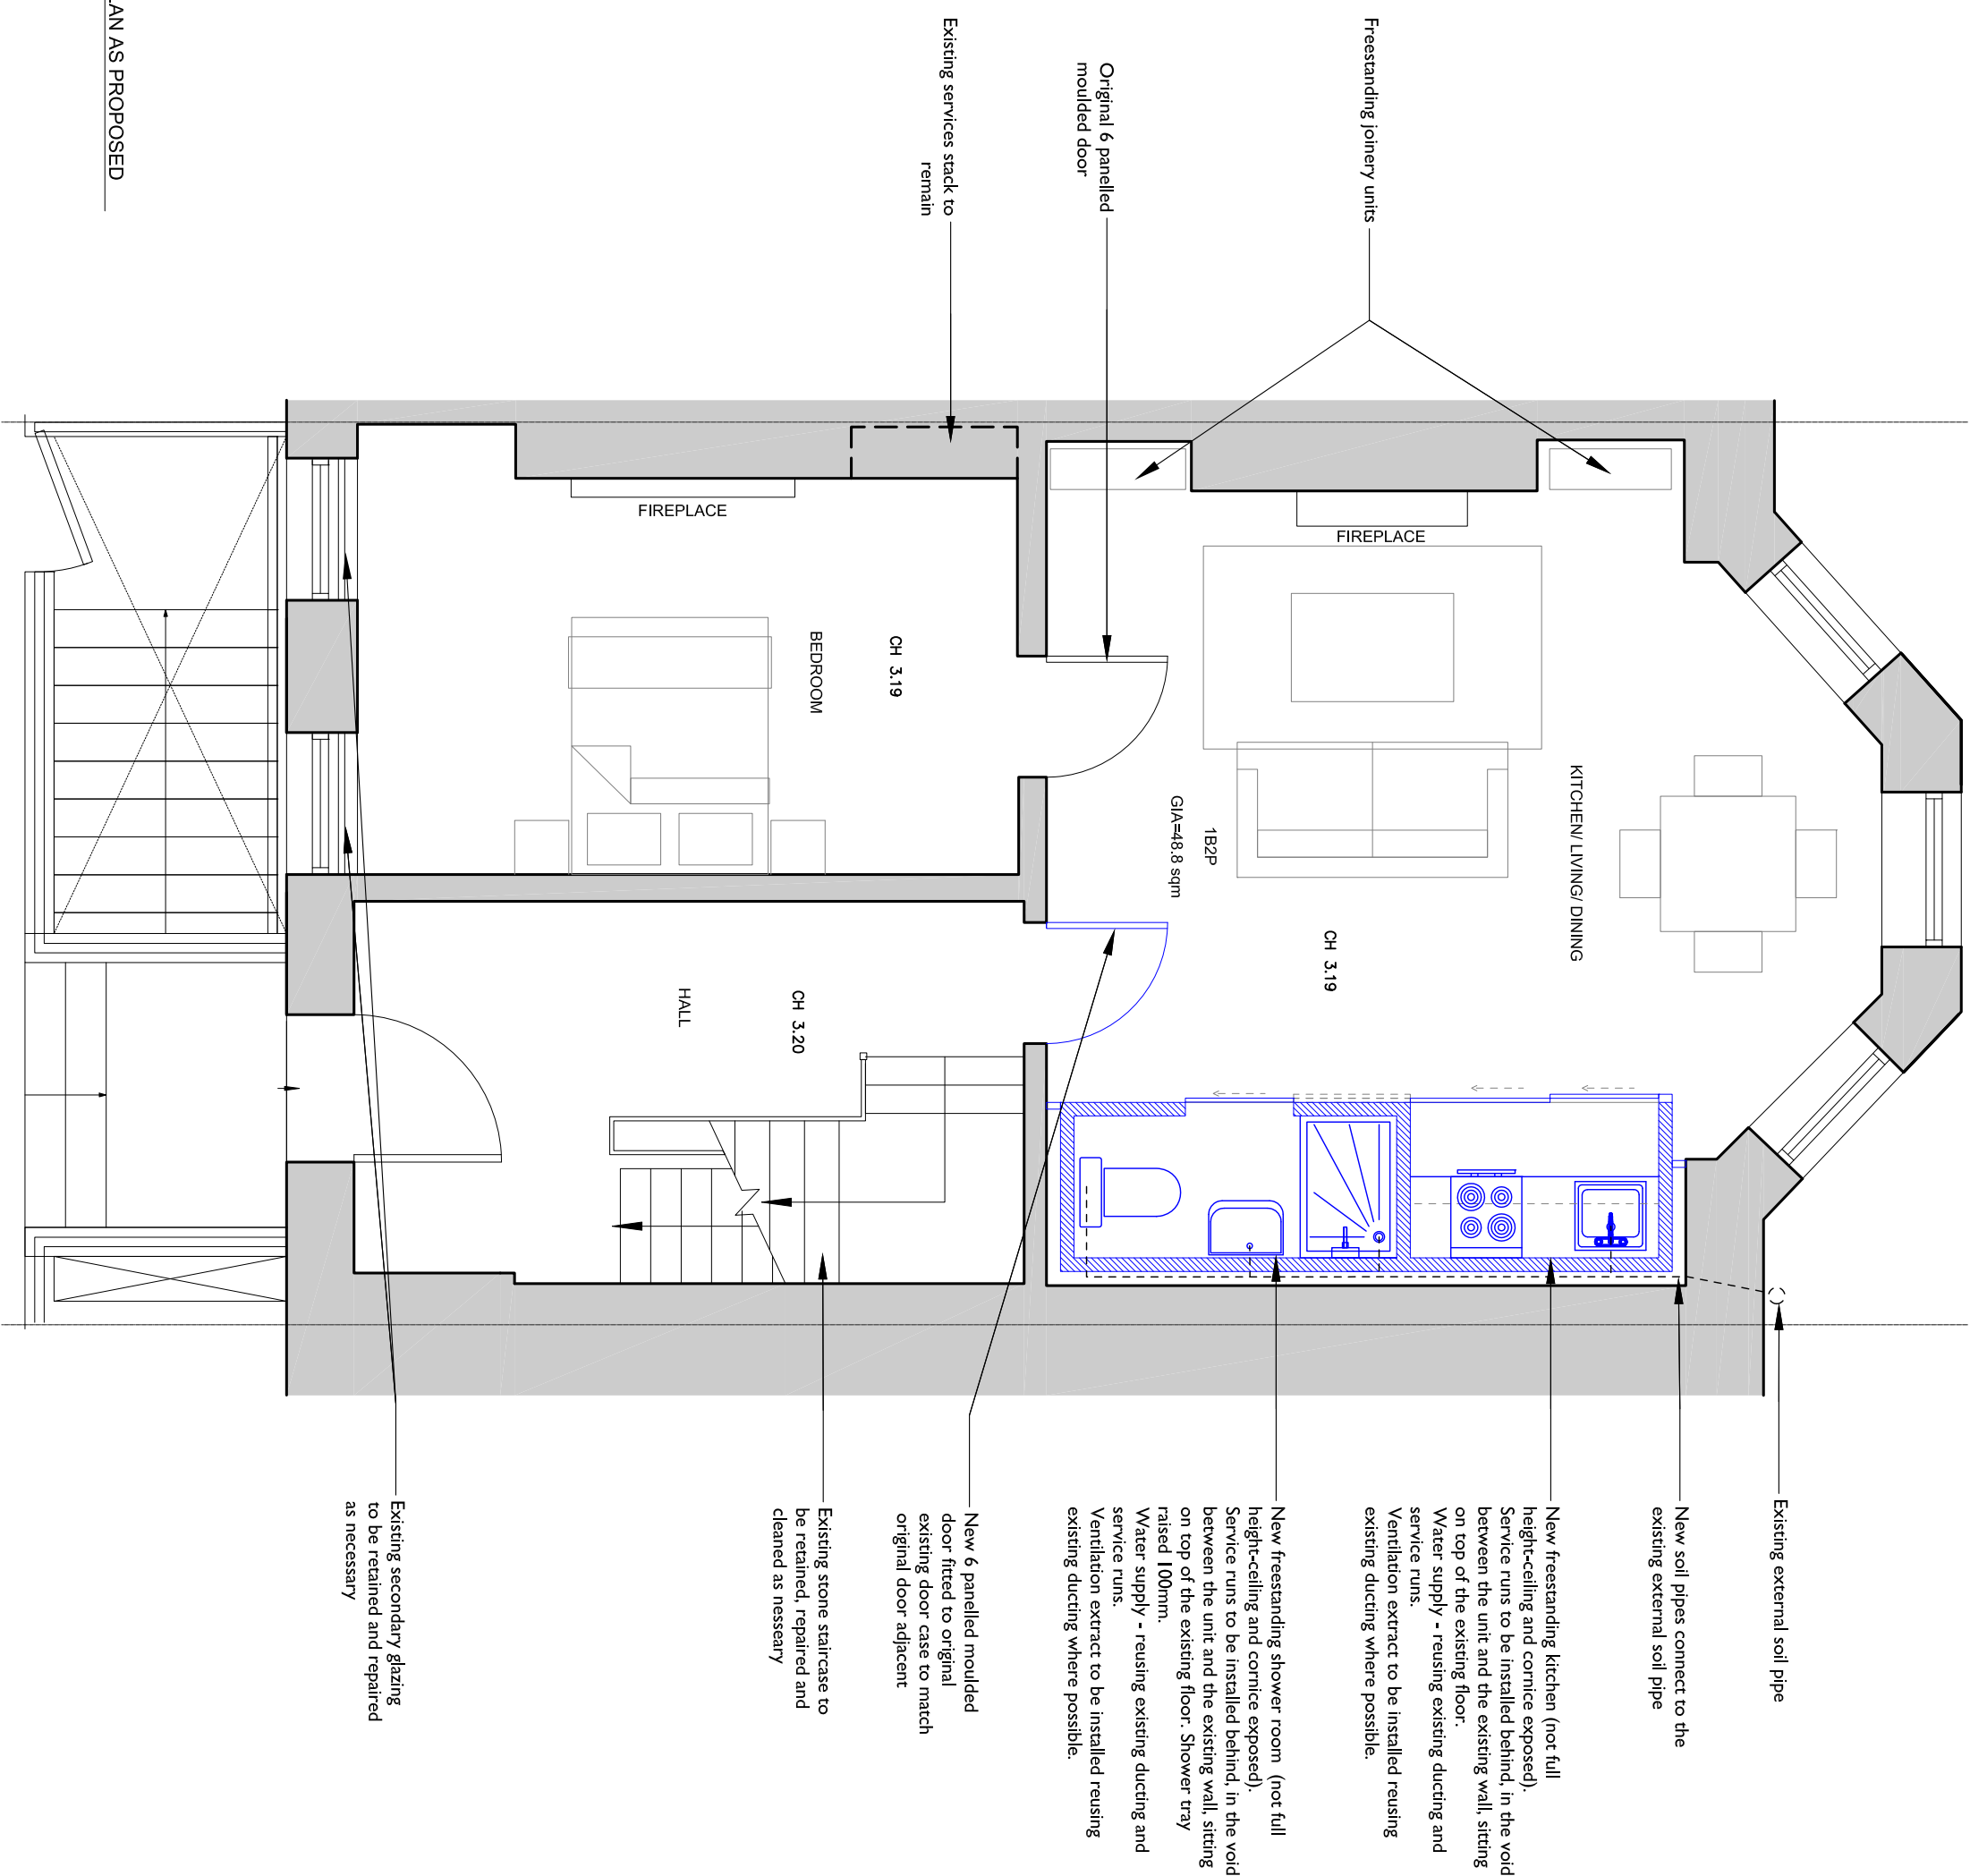 Existing external soil pipe
New soil pipes connect to the
existing external soil pipe
New freestanding kitchen (not full
height-ceiling and cornice exposed).
Service runs to be installed behind, in the void
between the unit and the existing wall, sitting
on top of the existing floor.
Water supply - reusing existing ducting and
service runs.
Ventilation extract to be installed reusing
existing ducting where possible.
New freestanding shower room (not full
height-ceiling and cornice exposed).
Service runs to be installed behind, in the void
between the unit and the existing wall, sitting
on top of the existing floor. Shower tray
raised 100mm.
Water supply - reusing existing ducting and
service runs.
Ventilation extract to be installed reusing
existing ducting where possible.
New 6 panelled moulded
door fitted to original
existing door case to match
original door adjacent
Existing stone staircase to
be retained, repaired and
cleaned as nesseary
Existing secondary glazing
to be retained and repaired
as necessary
Freestanding joinery units
Original 6 panelled
moulded door
Existing services stack to
remain
FIREPLACE
FIREPLACE
KITCHEN/ LIVING/ DINING
CH 3.19
1B2P
GIA=48.8 sqm
CH 3.19
BEDROOM
CH 3.20
HALL
AN AS PROPOSED